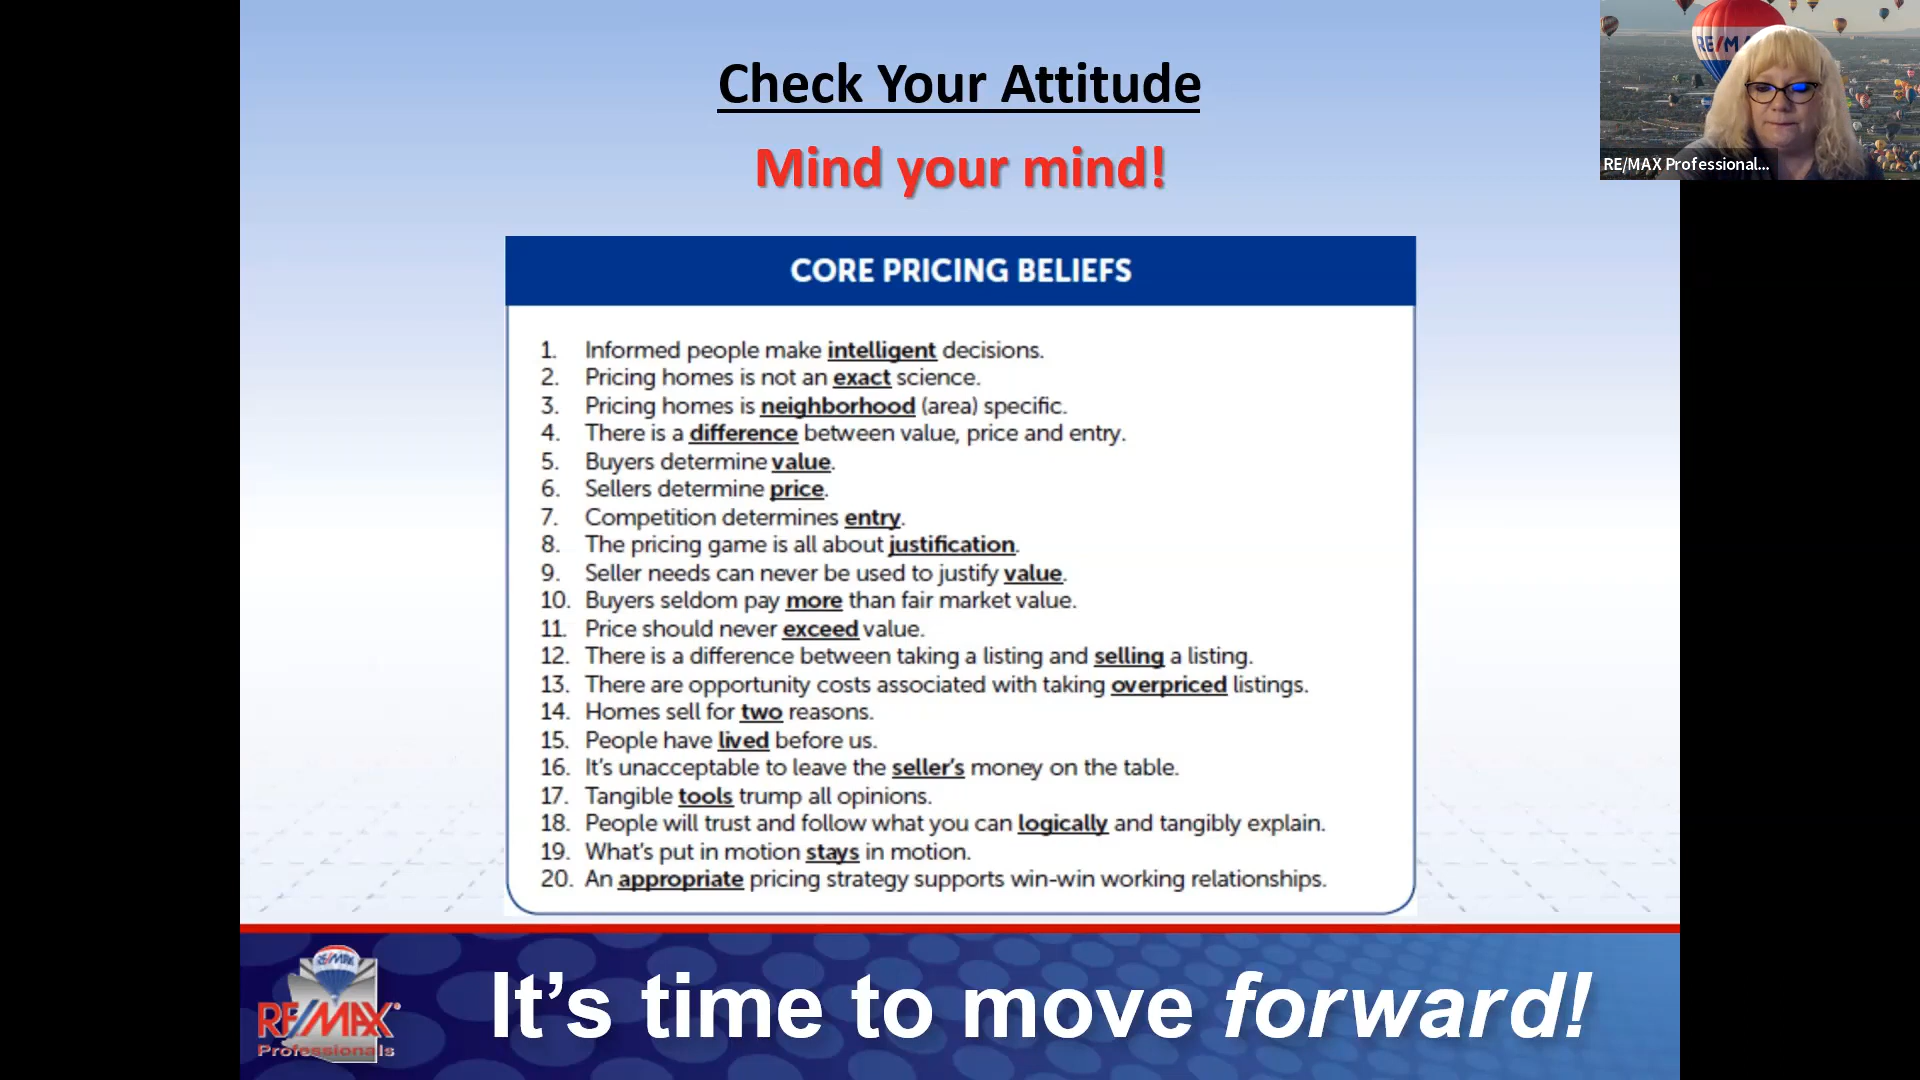 Check Your Attitude
Mind your mind!
RE/MAX
RE/MAX Professional...
CORE PRICING BELIEFS
1. Informed people make intelligent decisions.
2. Pricing homes is not an exact science.
3. Pricing homes is neighborhood (area) specific.
4. There is a difference between value, price and entry.
5. Buyers determine value.
6. Sellers determine price.
7. Competition determines entry.
8. The pricing game is all about justification.
9. Seller needs can never be used to justify value.
10. Buyers seldom pay more than fair market value.
11. Price should never exceed value.
12. There is a difference between taking a listing and selling a listing.
13. There are opportunity costs associated with taking overpriced listings.
14. Homes sell for two reasons.
15. People have lived before us.
16. It's unacceptable to leave the seller's money on the table.
17. Tangible tools trump all opinions.
18. People will trust and follow what you can logically and tangibly explain.
19. What's put in motion stays in motion.
20. An appropriate pricing strategy supports win-win working relationships.
RE/MAX
RE/MAX®
Professionals
It's time to move forward!